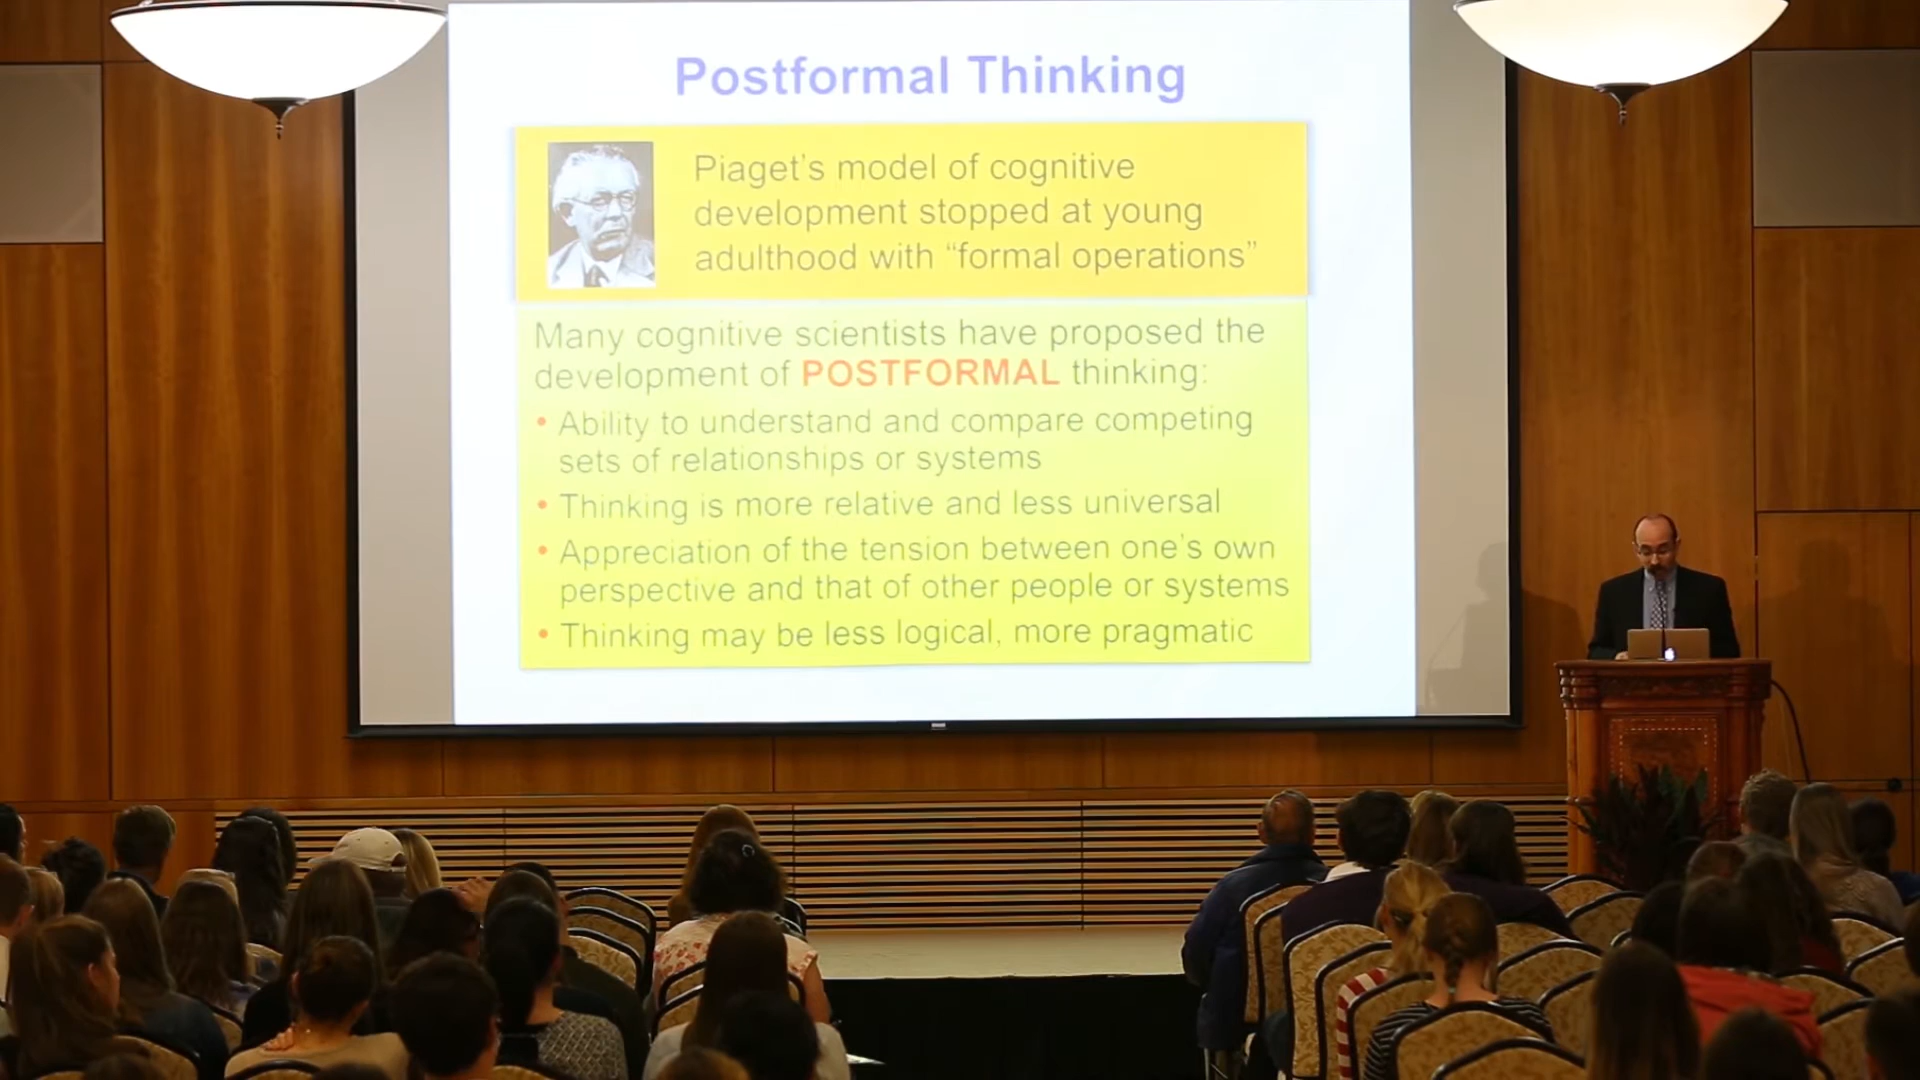 Postformal Thinking
Piaget's model of cognitive
development stopped at young
adulthood with “formal operations”
Many cognitive scientists have proposed the
development of POSTFORMAL thinking:
• Ability to understand and compare competing
sets of relationships or systems
• Thinking is more relative and less universal
• Appreciation of the tension between one's own
perspective and that of other people or systems
• Thinking may be less logical, more pragmatic